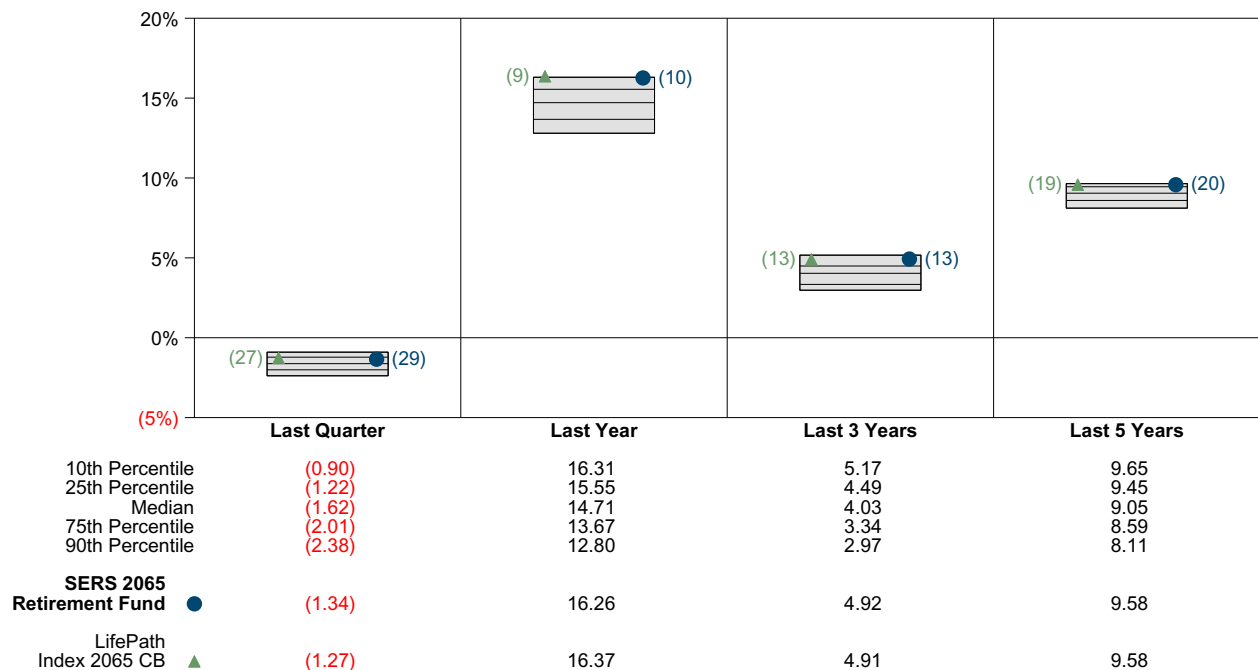 20%
15%
10%
5%
0%
(5%)
(9) (10)
(19) (20)
(13) (13)
(27) (29)
Last Quarter Last Year Last 3 Years Last 5 Years
10th Percentile (0.90) 16.31 5.17 9.65
25th Percentile (1.22) 15.55 4.49 9.45
Median (1.62) 14.71 4.03 9.05
75th Percentile (2.01) 13.67 3.34 8.59
90th Percentile (2.38) 12.80 2.97 8.11
SERS 2065
Retirement Fund (1.34) 16.26 4.92 9.58
LifePath
Index 2065 CB (1.27) 16.37 4.91 9.58